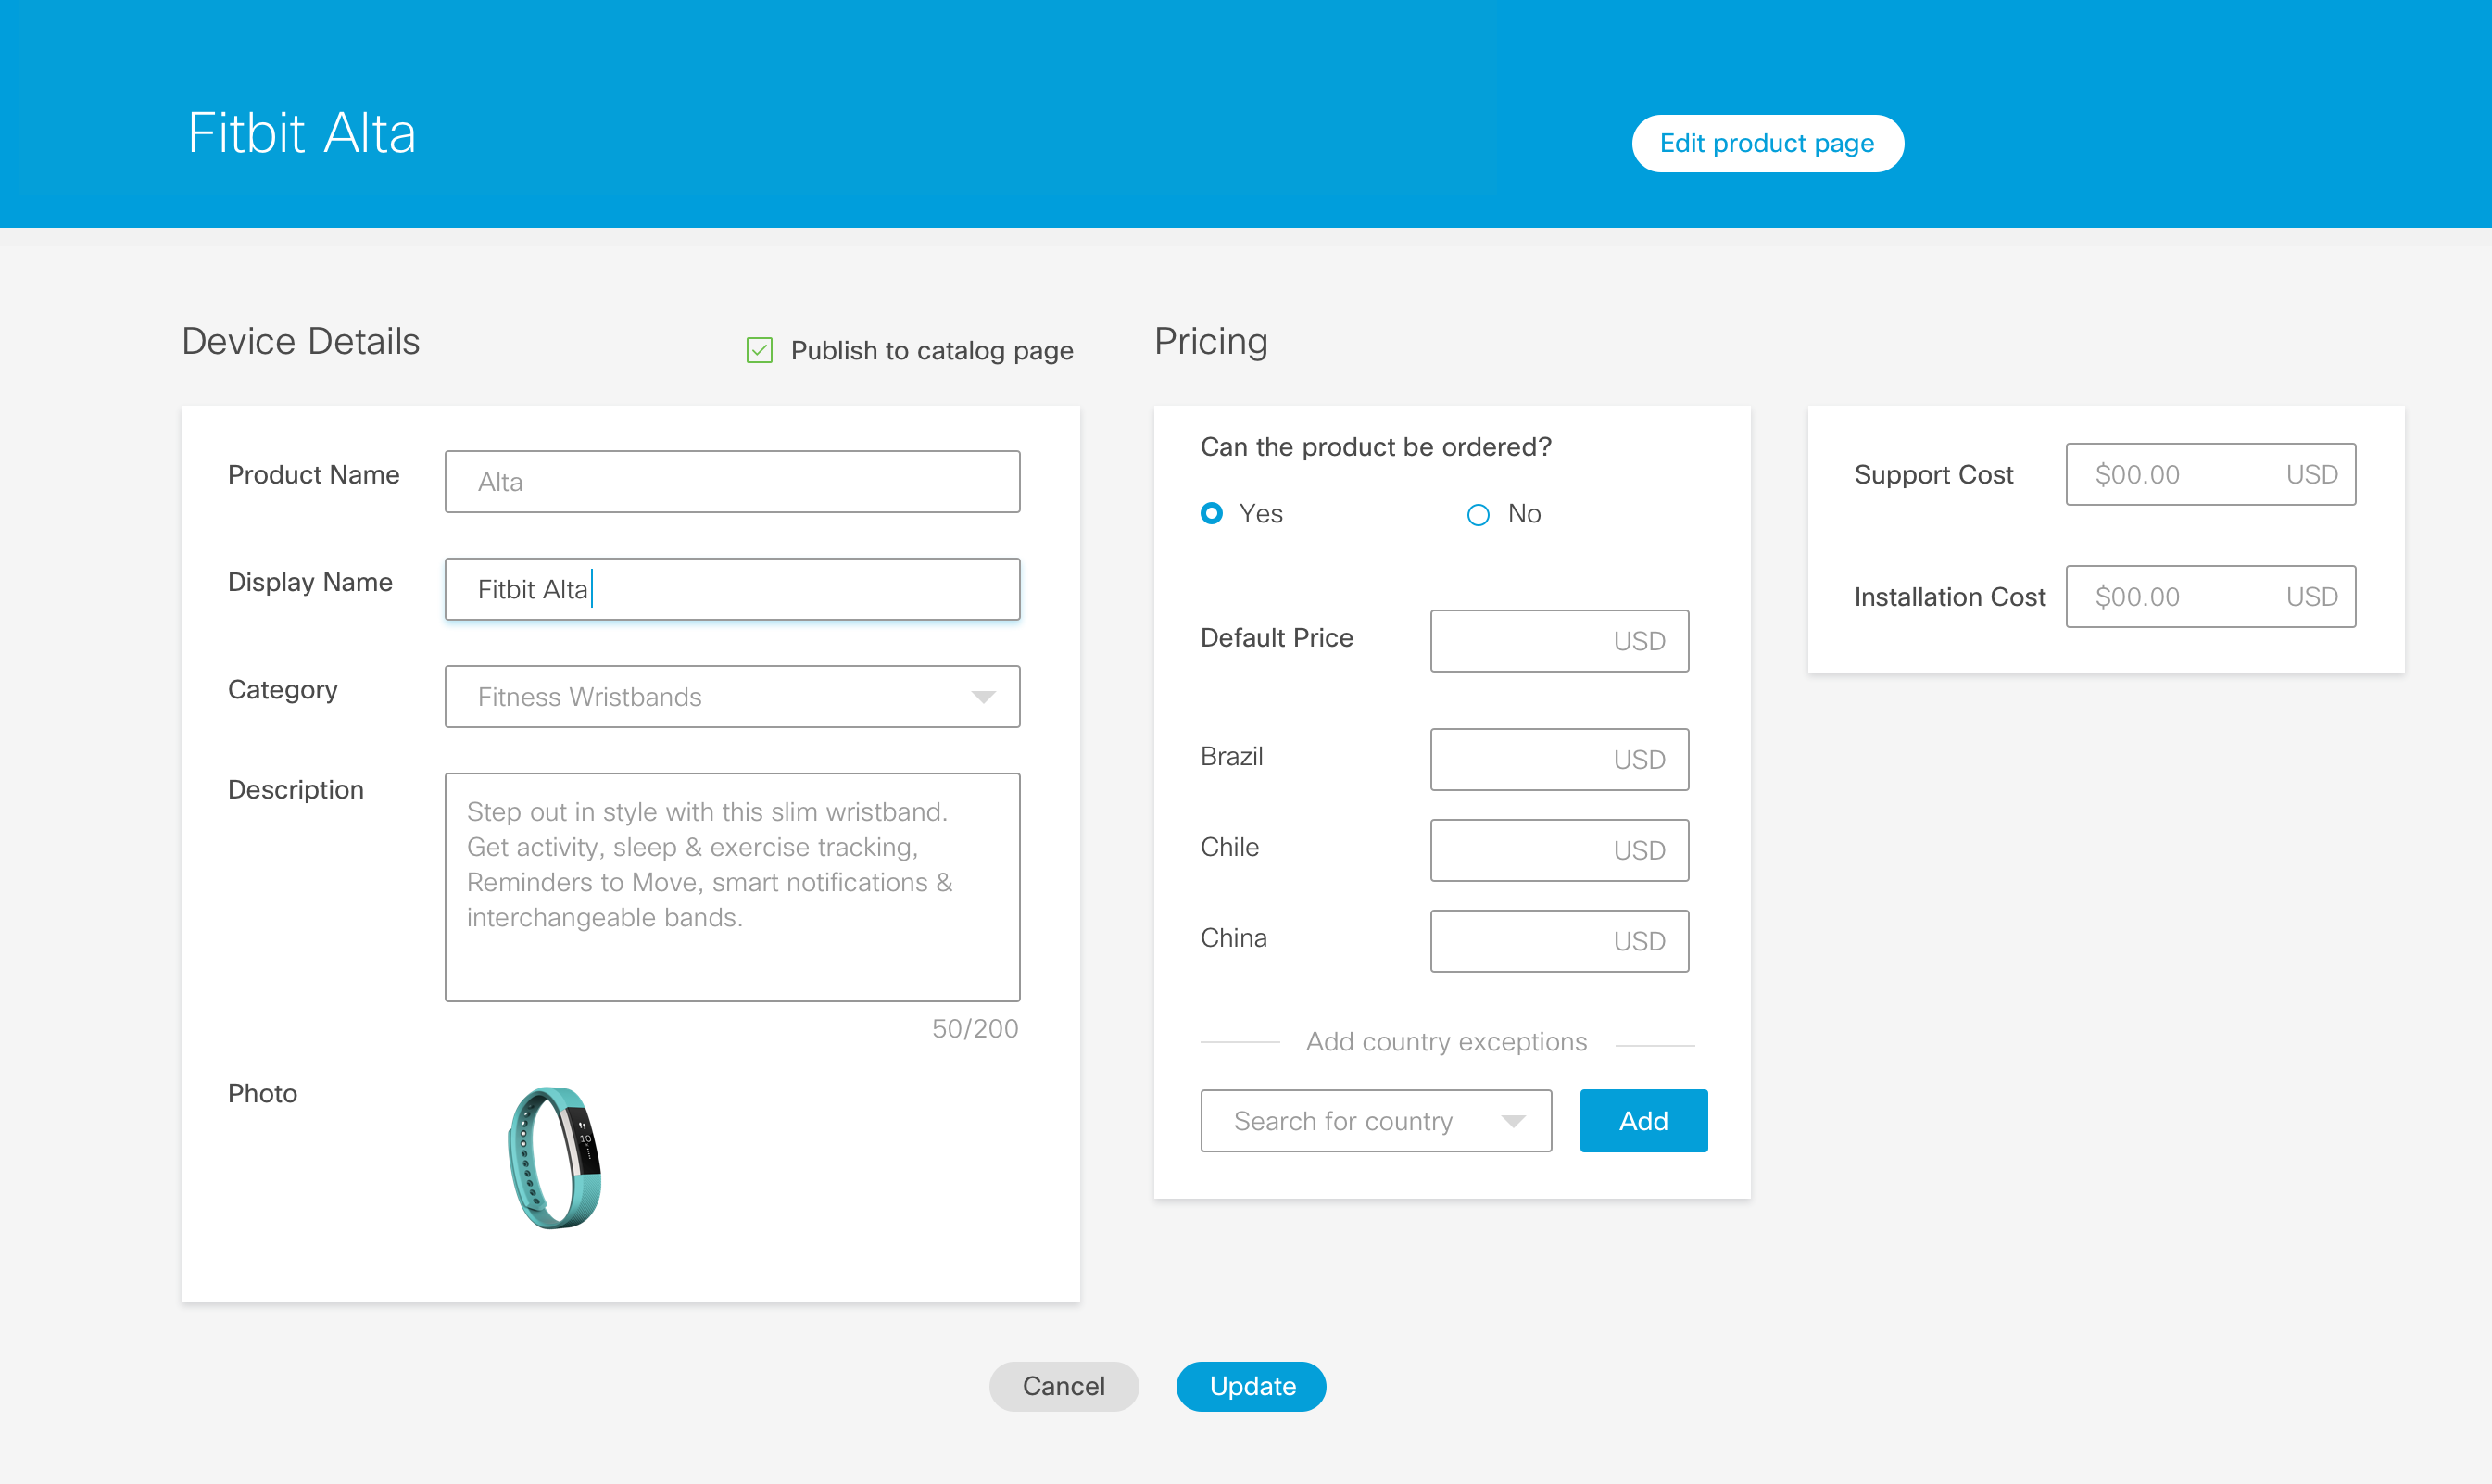 Fitbit Alta
Edit product page
Device Details
Publish to catalog page
Product Name
Alta
Display Name
Fitbit Alta
Category
Fitness Wristbands
Description
Step out in style with this slim wristband.
Get activity, sleep & exercise tracking,
Reminders to Move, smart notifications &
interchangeable bands.
50/200
Photo
10
Pricing
Can the product be ordered?
Yes
No
Default Price
USD
Brazil
USD
Chile
USD
China
USD
Add country exceptions
Search for country
Add
Support Cost
$00.00
USD
Installation Cost
$00.00
USD
Cancel
Update